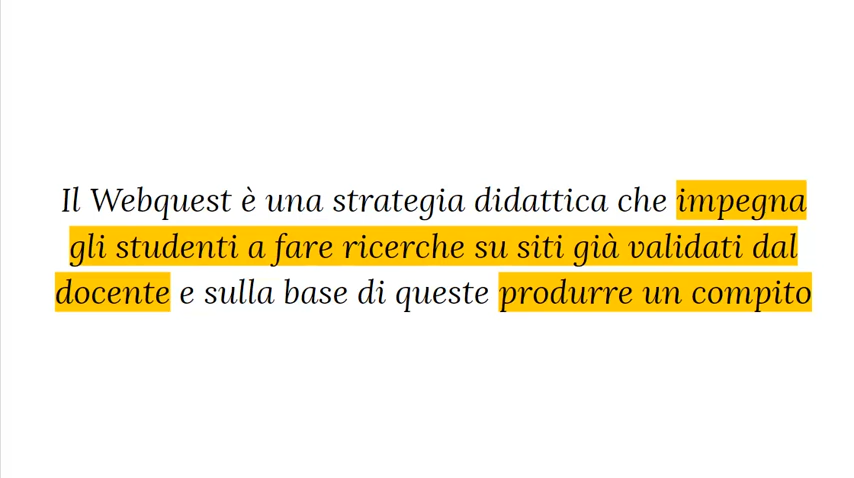 Il Webquest è una strategia didattica che impegna
gli studenti a fare ricerche su siti già validati dal
docente e sulla base di queste produrre un compito